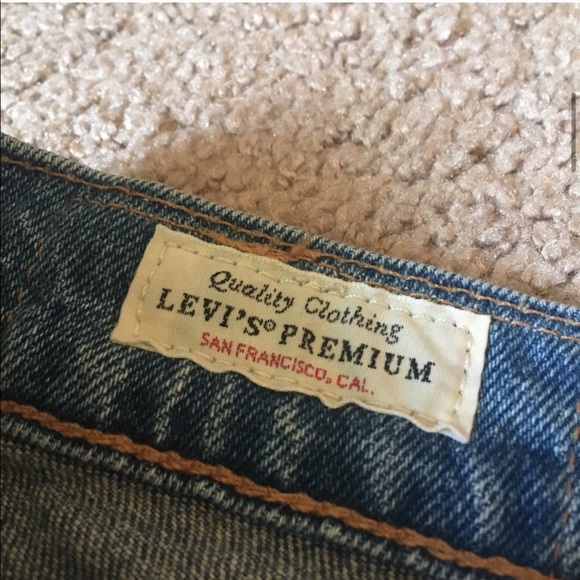 Quality Clothing
LEVI'S® PREMIUM
SAN FRANCISCO, CAL.